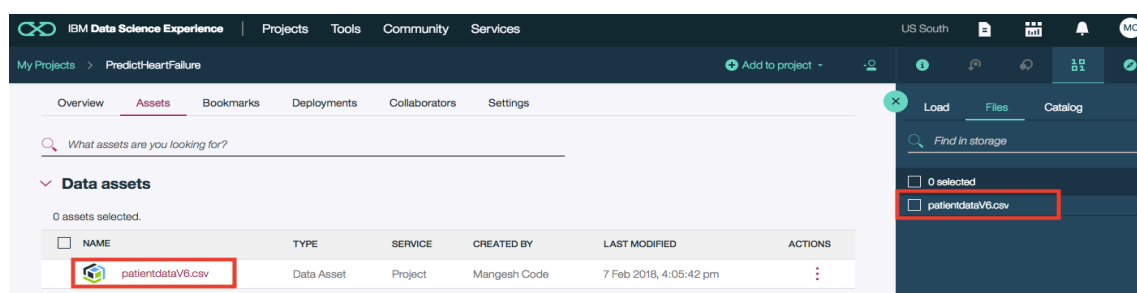 IBM Data Science Experience | Projects Tools Community Services US South MC
My Projects > PredictHeartFailure Add to project
Overview Assets Bookmarks Deployments Collaborators Settings
Load Files Catalog
What assets are you looking for?
Find in storage
Data assets
0 selected
0 assets selected.
patientdataV6.csv
NAME TYPE SERVICE CREATED BY LAST MODIFIED ACTIONS
patientdataV6.csv Data Asset Project Mangesh Code 7 Feb 2018, 4:05:42 pm